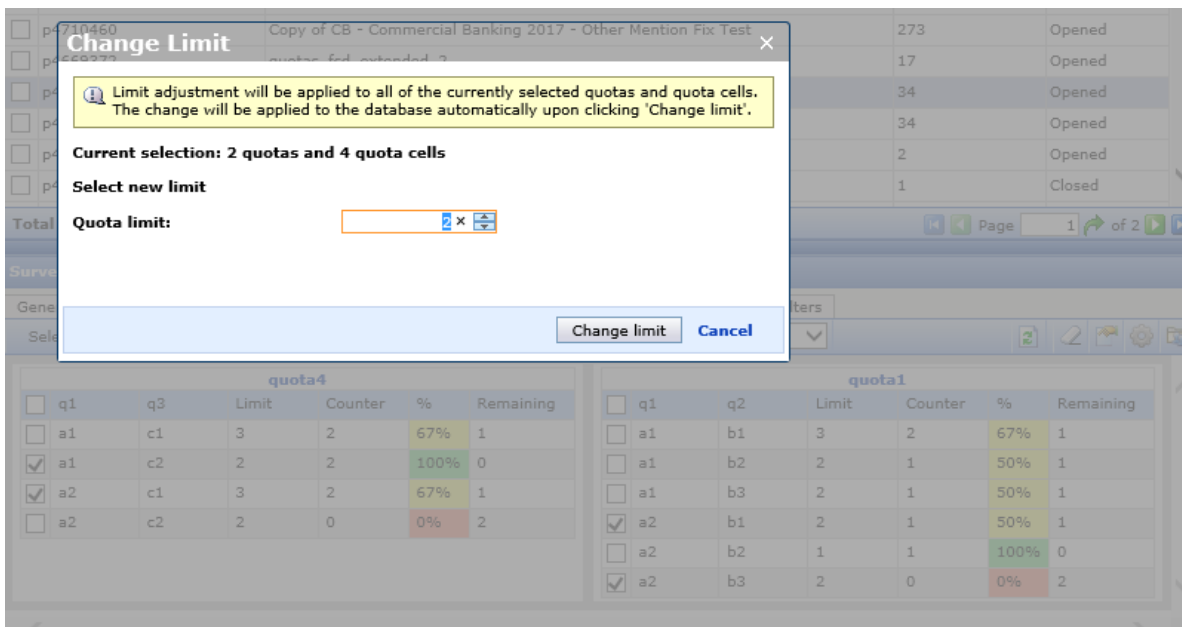 p4710460 Copy of CB - Commercial Banking 2017 - Other Mention Fix Test 273 Opened
Change Limit
17 Opened
34 Opened
34 Opened
2 Opened
1 Closed
Limit adjustment will be applied to all of the currently selected quotas and quota cells.
The change will be applied to the database automatically upon clicking 'Change limit'.
Current selection: 2 quotas and 4 quota cells
Select new limit
Quota limit: 2
Total Page 1 of 2
Surve
Gene lters
Change limit Cancel
Sele
quota4
q1 q3 Limit Counter % Remaining
a1 c1 3 2 67% 1
a1 c2 2 2 100% 0
a2 c1 3 2 67% 1
a2 c2 2 0 0% 2
quota1
q1 q2 Limit Counter % Remaining
a1 b1 3 2 67% 1
a1 b2 2 1 50% 1
a1 b3 2 1 50% 1
a2 b1 2 1 50% 1
a2 b2 1 1 100% 0
a2 b3 2 0 0% 2